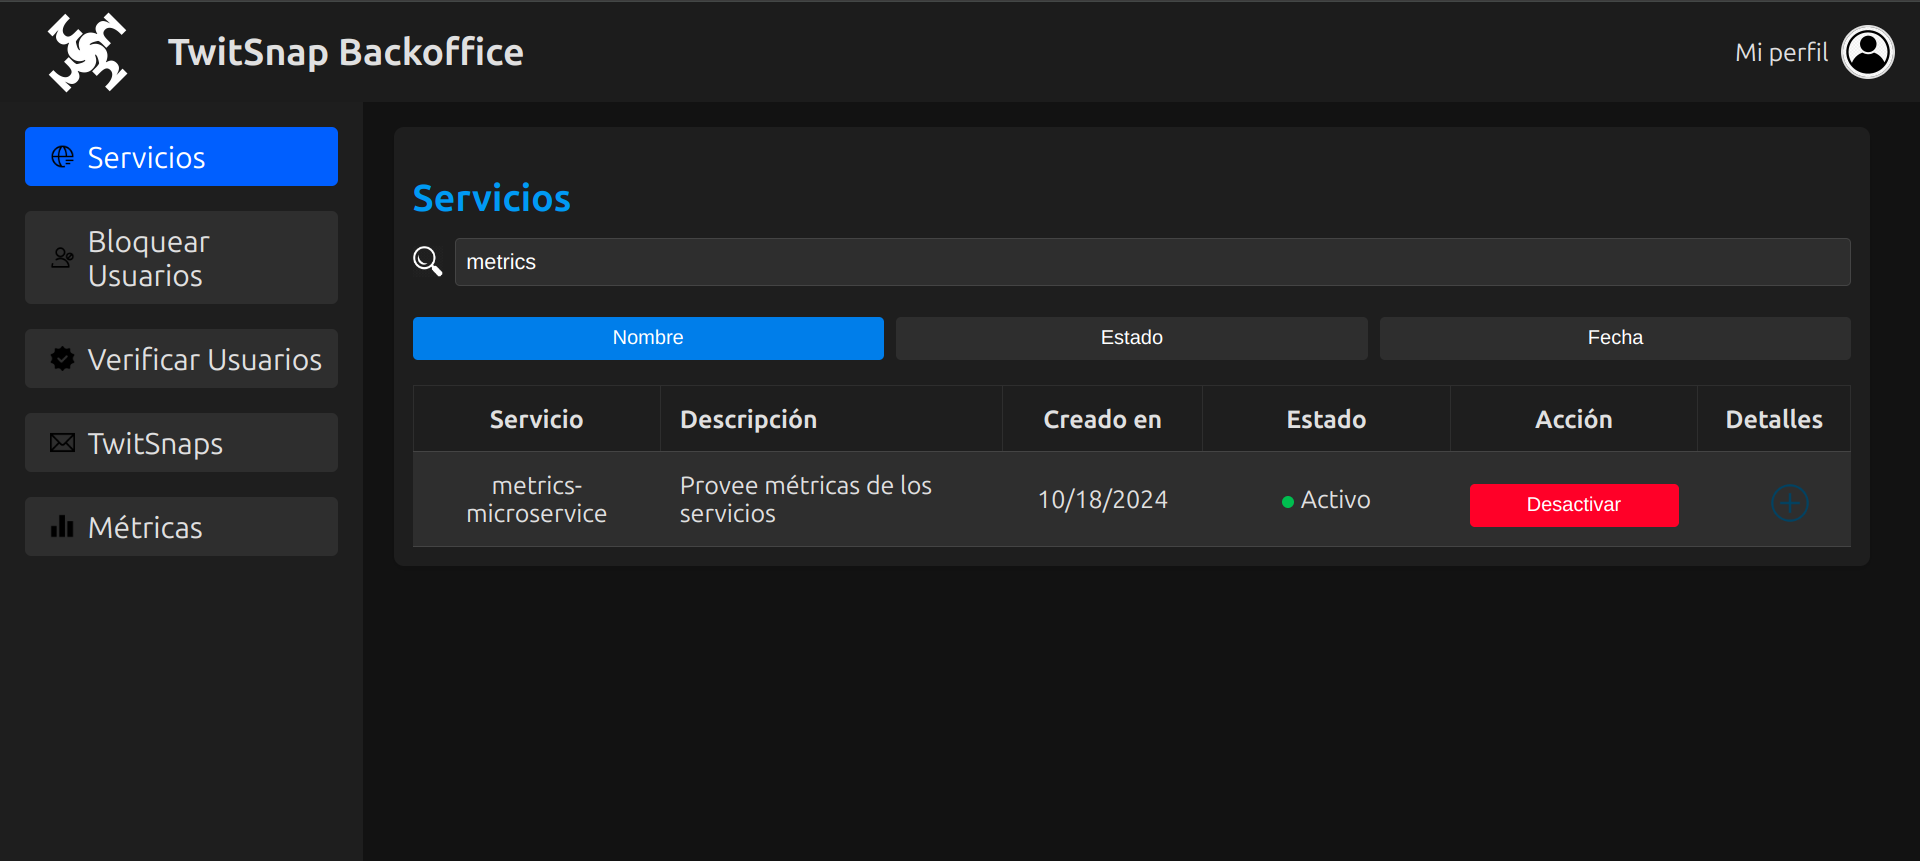 TwitSnap Backoffice
Mi perfil
Servicios
Bloquear
Usuarios
Verificar Usuarios
TwitSnaps
Métricas
Servicios
metrics
Nombre
Estado
Fecha
Servicio
Descripción
Creado en
Estado
Acción
Detalles
metrics-
microservice
Provee métricas de los
servicios
10/18/2024
Activo
Desactivar